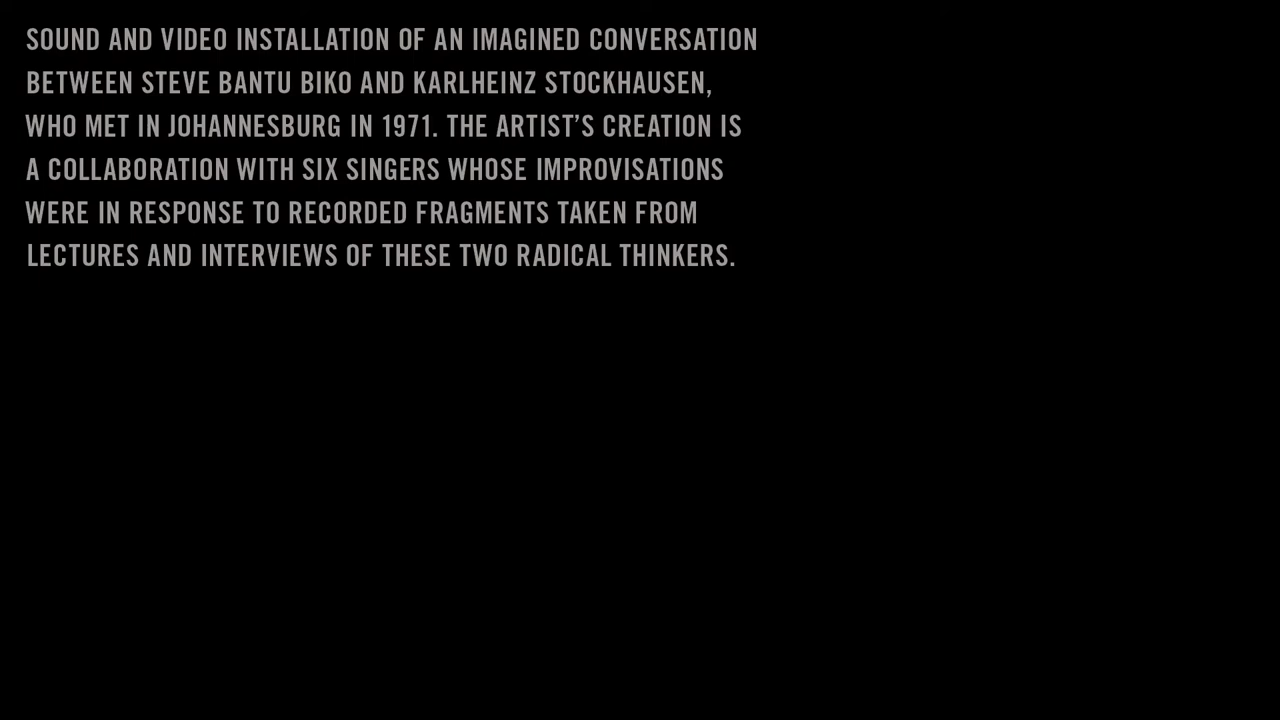 SOUND AND VIDEO INSTALLATION OF AN IMAGINED CONVERSATION
BETWEEN STEVE BANTU BIKO AND KARLHEINZ STOCKHAUSEN,
WHO MET IN JOHANNESBURG IN 1971. THE ARTIST’S CREATION IS
A COLLABORATION WITH SIX SINGERS WHOSE IMPROVISATIONS
WERE IN RESPONSE TO RECORDED FRAGMENTS TAKEN FROM
LECTURES AND INTERVIEWS OF THESE TWO RADICAL THINKERS.